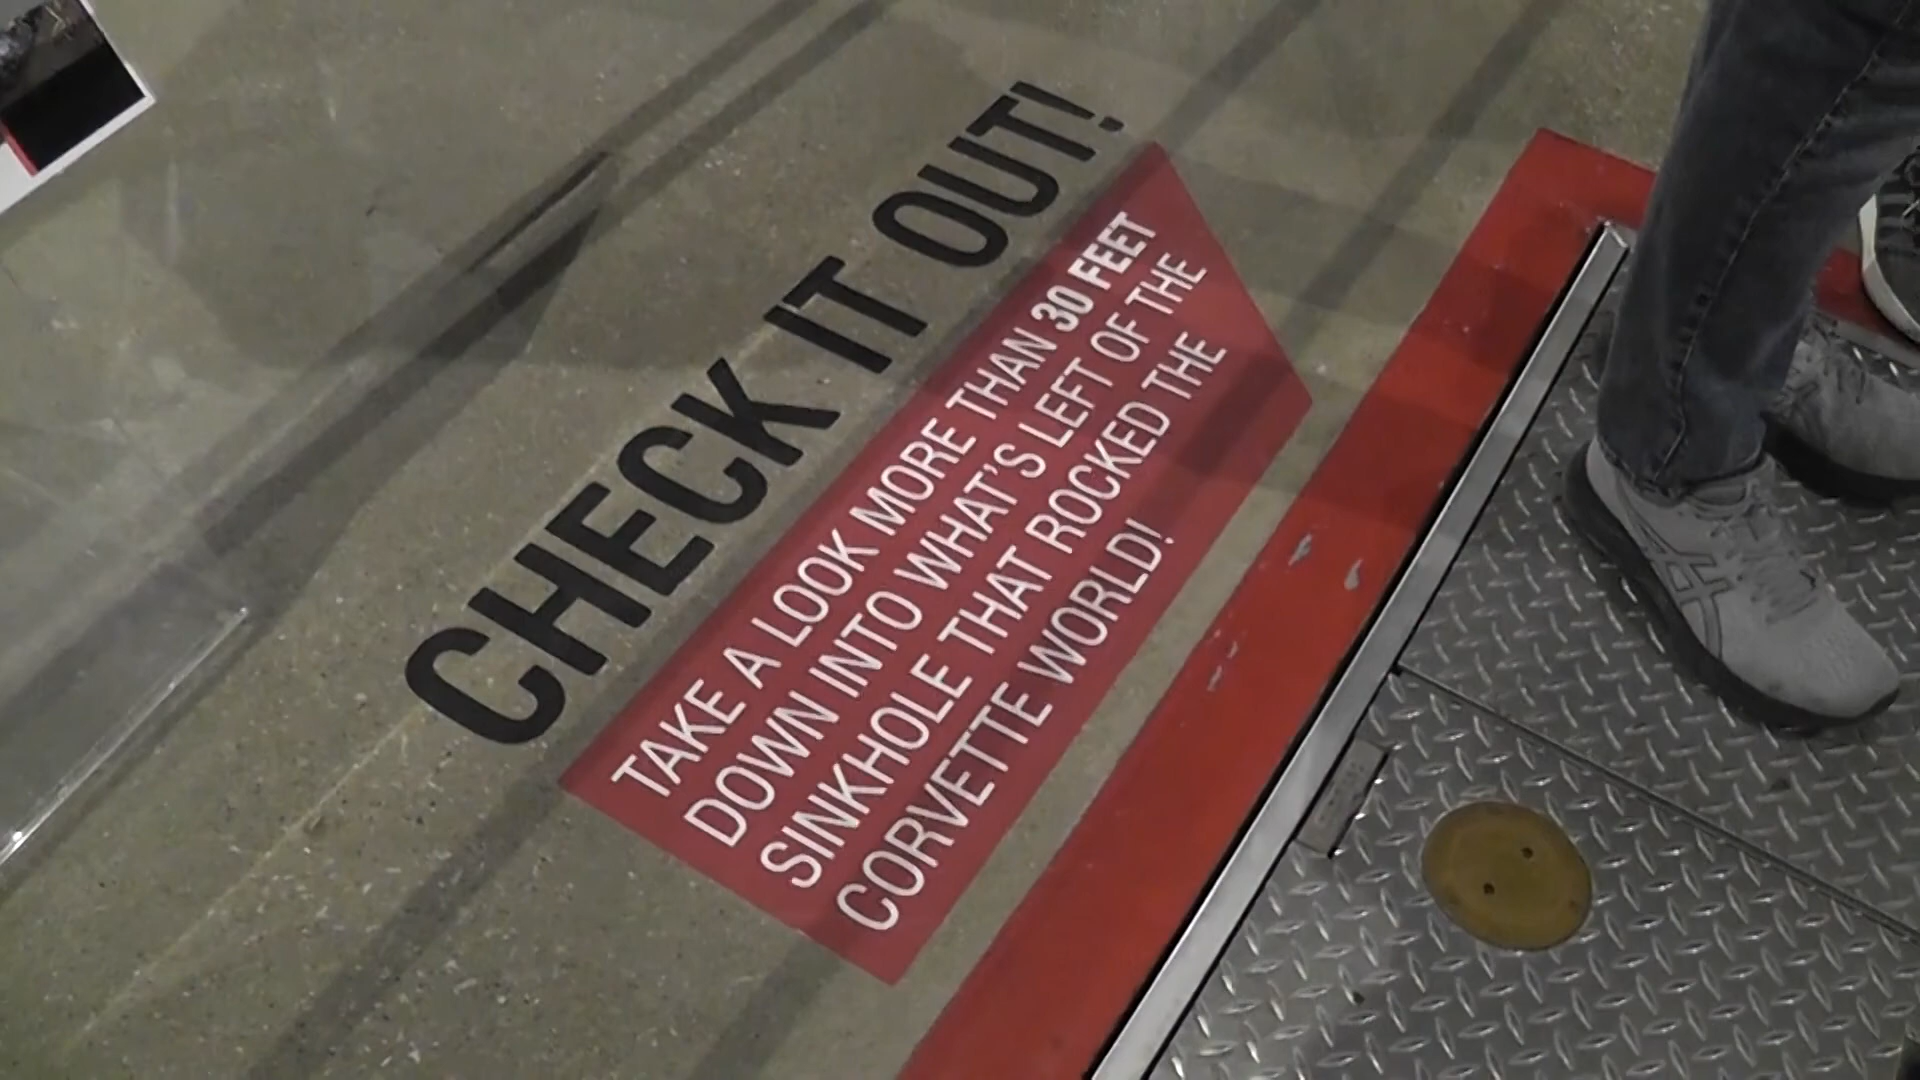 CHECK IT OUT!
TAKE A LOOK MORE THAN 30 FEET
DOWN INTO WHAT'S LEFT OF THE
SINKHOLE THAT ROCKED THE
CORVETTE WORLD!